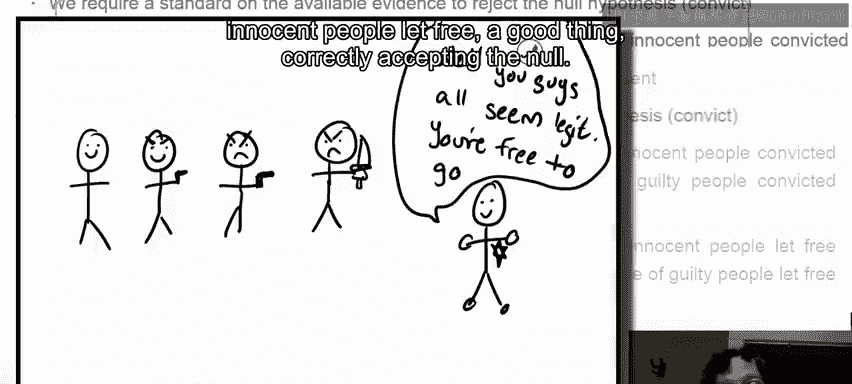 · We require a standard on the available evidence to reject the null hypothesis (convict)
innocent people let free, a good thing,
correctly accepting the null.
innocent people convicted
ent
esis (convict)
nocent people convicted
guilty people convicted
nnocent people let free
e of guilty people let free
you guys
all seem legit.
You're free to
go